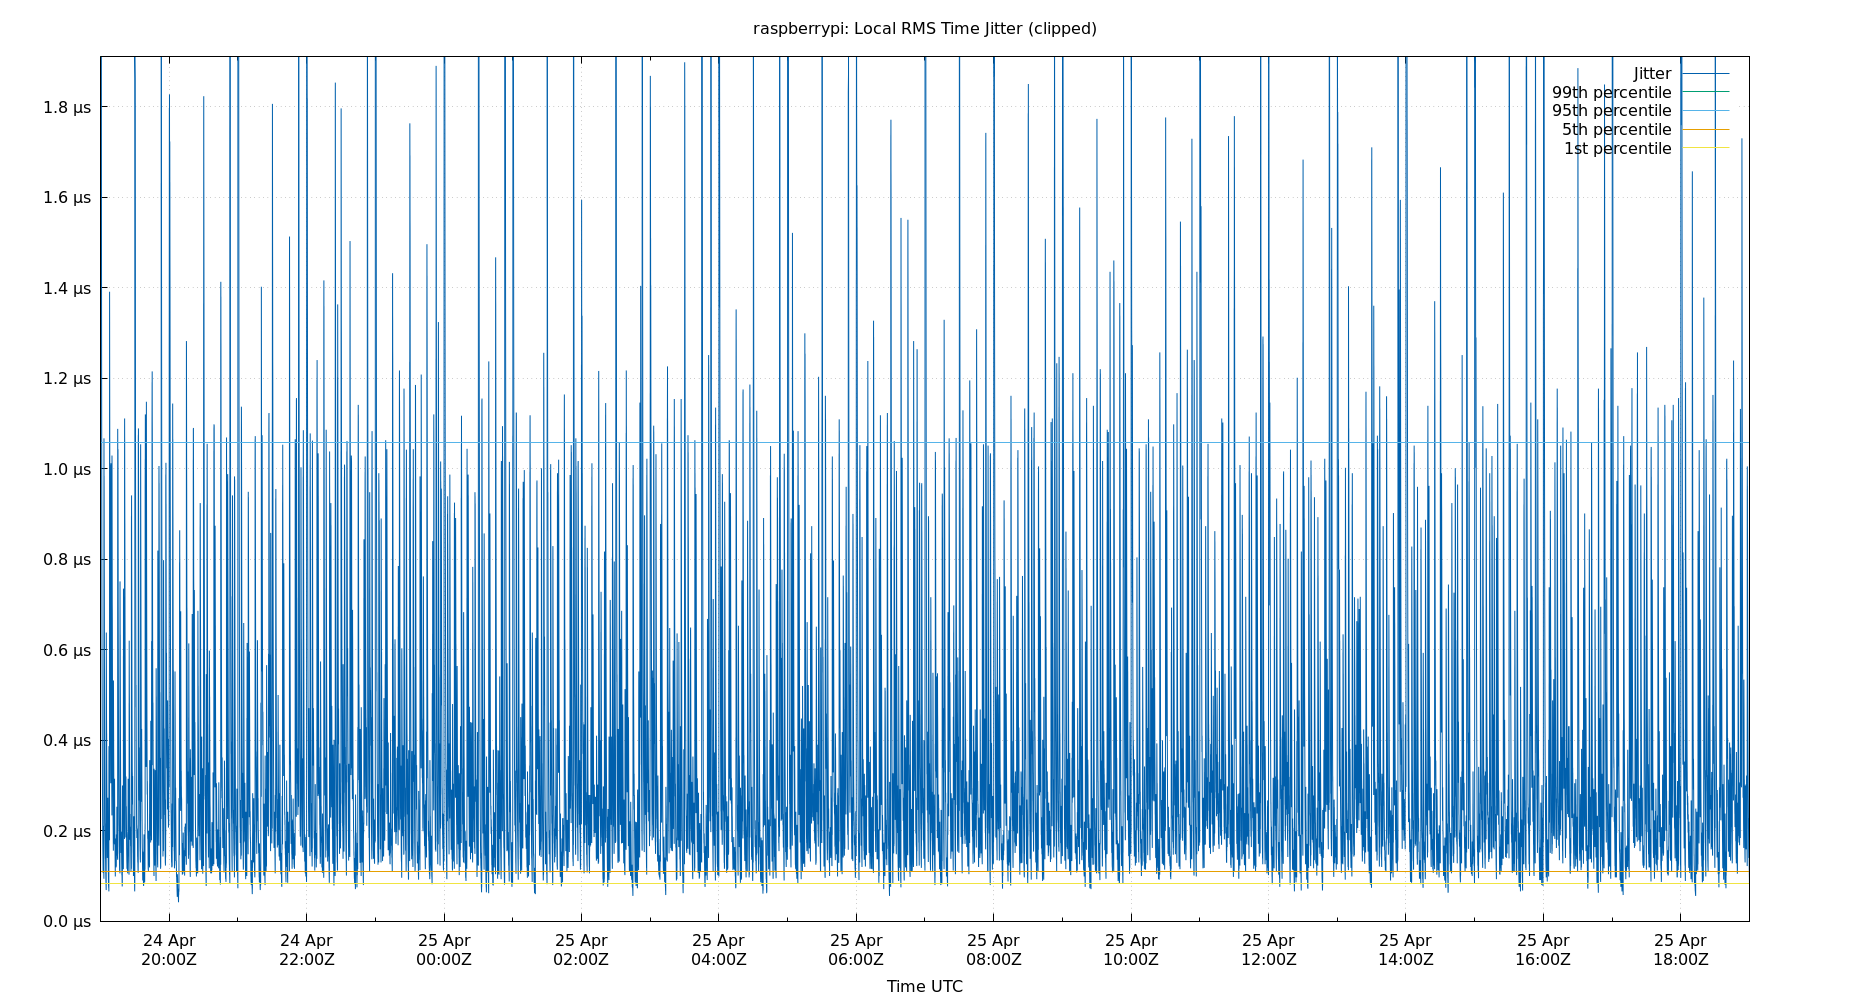 raspberrypi: Local RMS Time Jitter (clipped)
Jitter
99th percentile
95th percentile
5th percentile
1st percentile
1.8 µs
1.6 µs
1.4 µs
1.2 µs
1.0 µs
0.8 µs
0.6 µs
0.4 µs
0.2 µs
0.0 µs
24 Apr
20:00Z
24 Apr
22:00Z
25 Apr
00:00Z
25 Apr
02:00Z
25 Apr
04:00Z
25 Apr
06:00Z
25 Apr
08:00Z
25 Apr
10:00Z
25 Apr
12:00Z
25 Apr
14:00Z
25 Apr
16:00Z
25 Apr
18:00Z
Time UTC